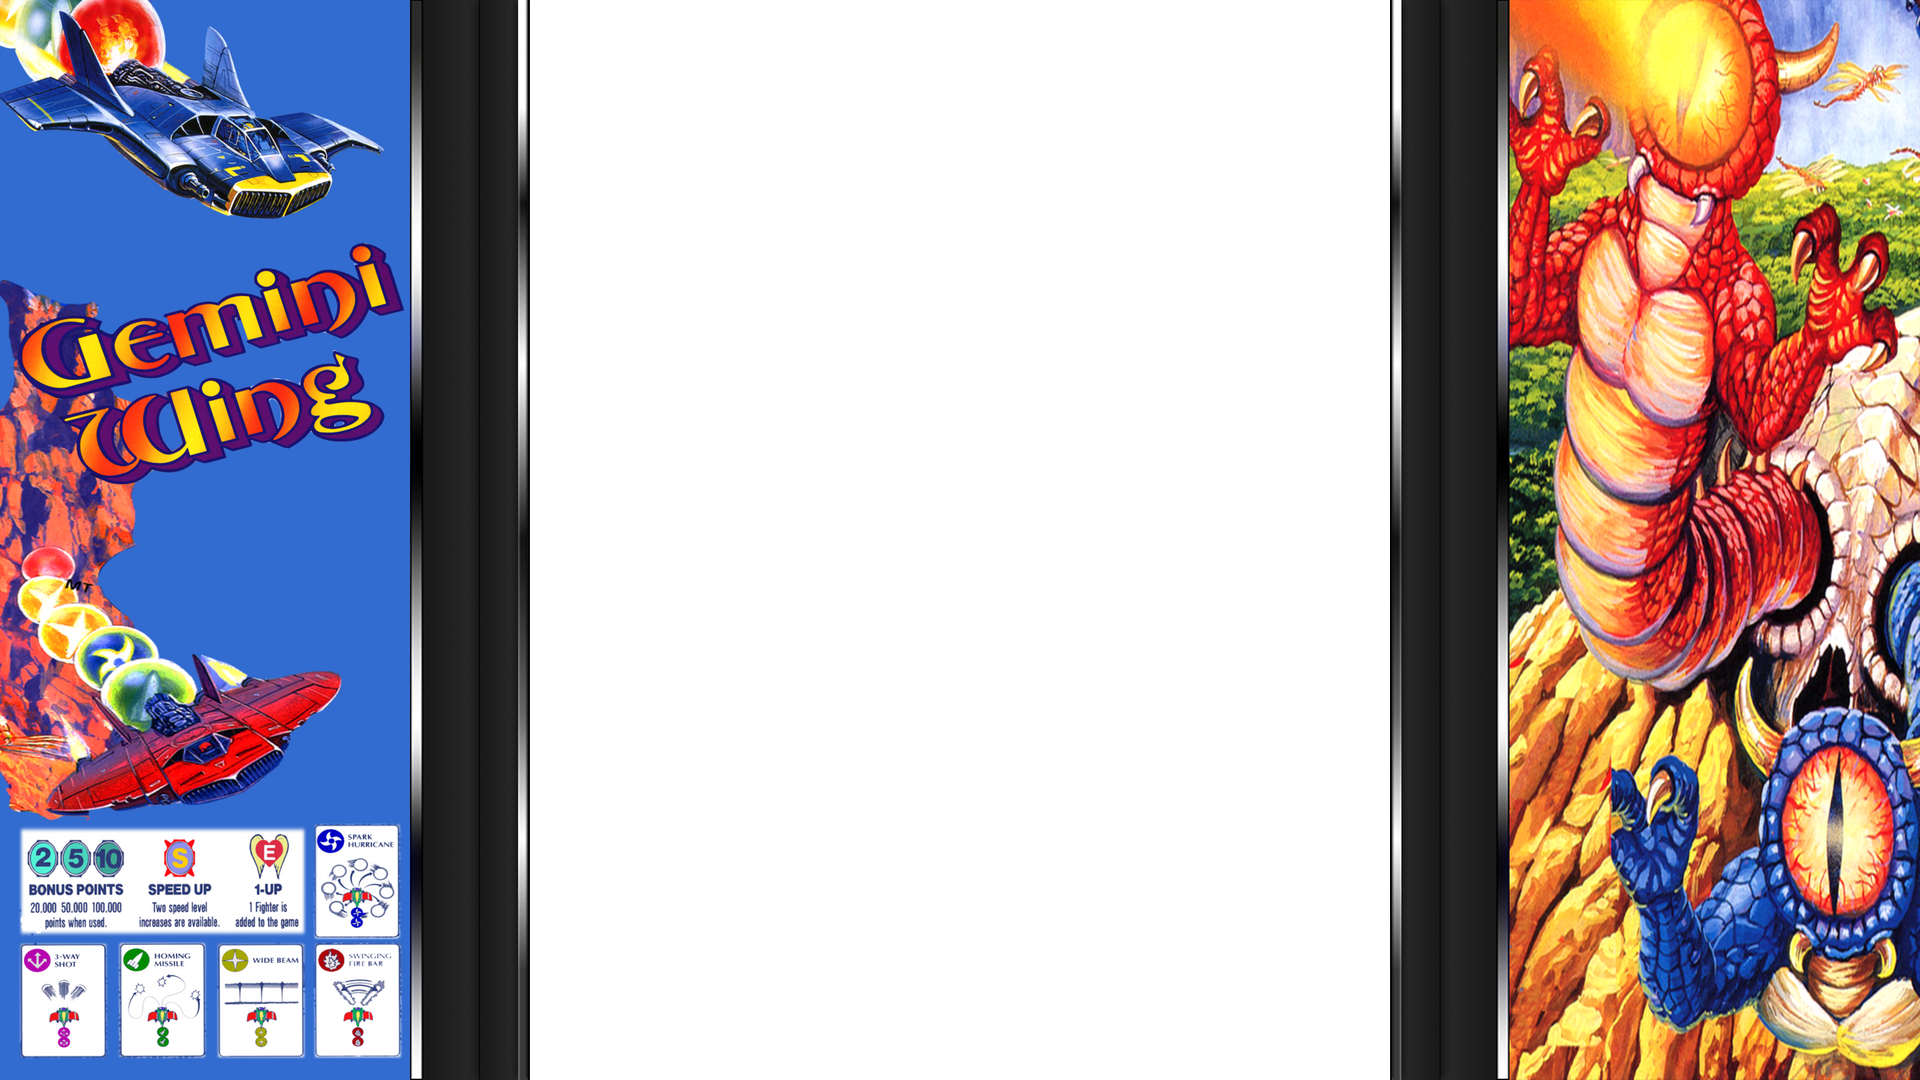 Gemini
Wing
MT
2 5 10
BONUS POINTS
20,000 50,000 100,000
points when used.
S
SPEED UP
Two speed level
increases are available.
E
1-UP
1 Fighter is
added to the game
SPARK
HURRICANE
3-WAY
SHOT
HOMING
MISSILE
WIDE BEAM
SWINGING
FIRE BAR